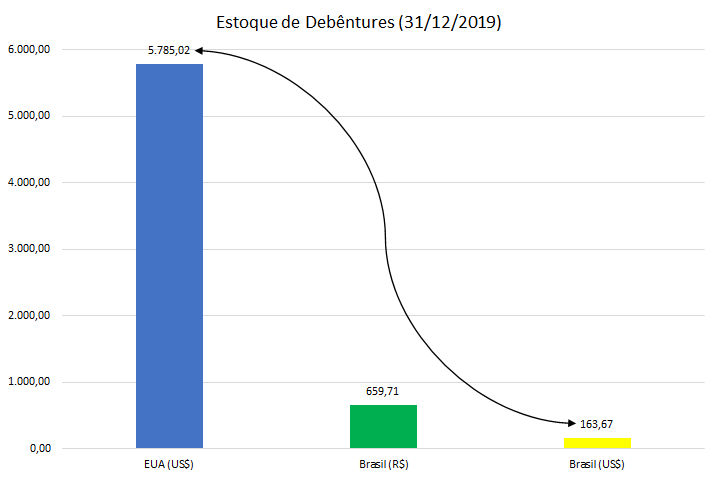 Estoque de Debêntures (31/12/2019)
6.000,00
5.785,02
5.000,00
4.000,00
3.000,00
2.000,00
1.000,00
659,71
163,67
0,00
EUA (US$)
Brasil (R$)
Brasil (US$)